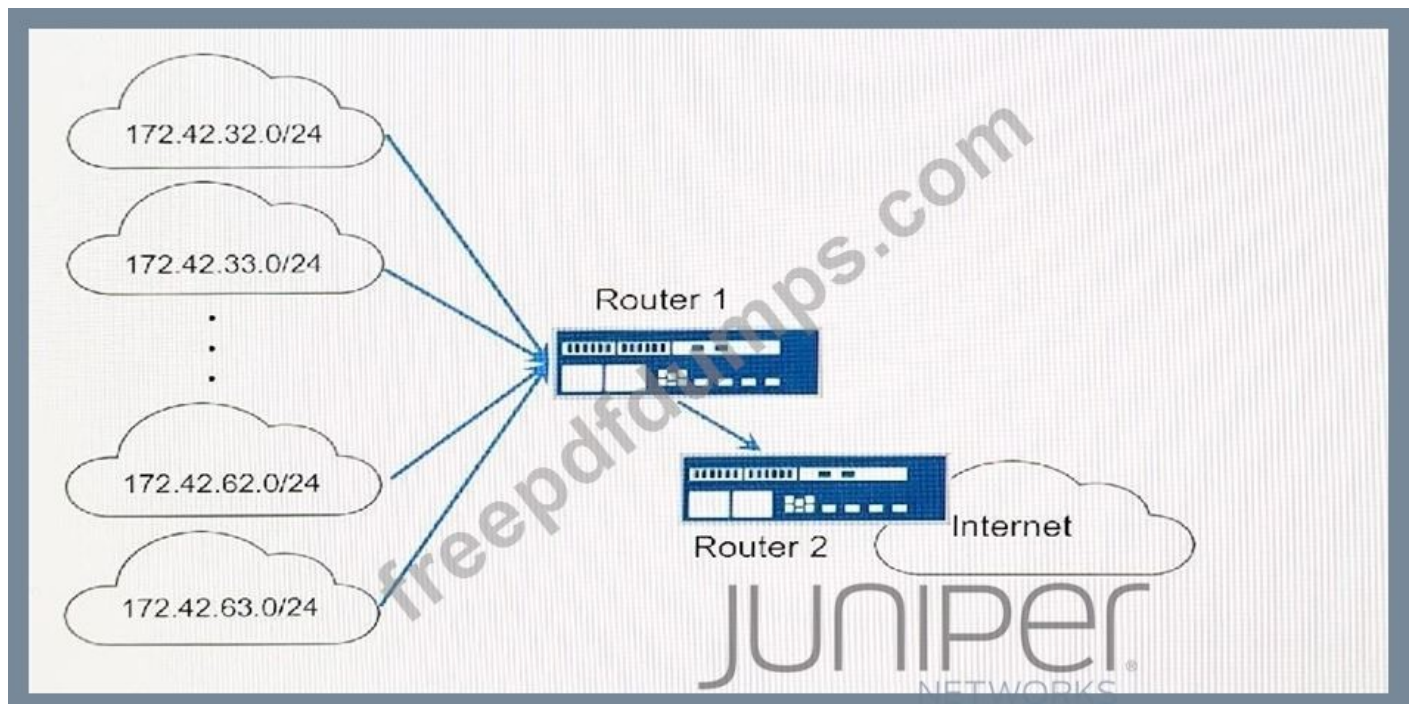 172.42.32.0/24
172.42.33.0/24
172.42.62.0/24
172.42.63.0/24
Router 1
Router 2
Internet
freepdfdumps.com
JUNIPER
NETWORKS